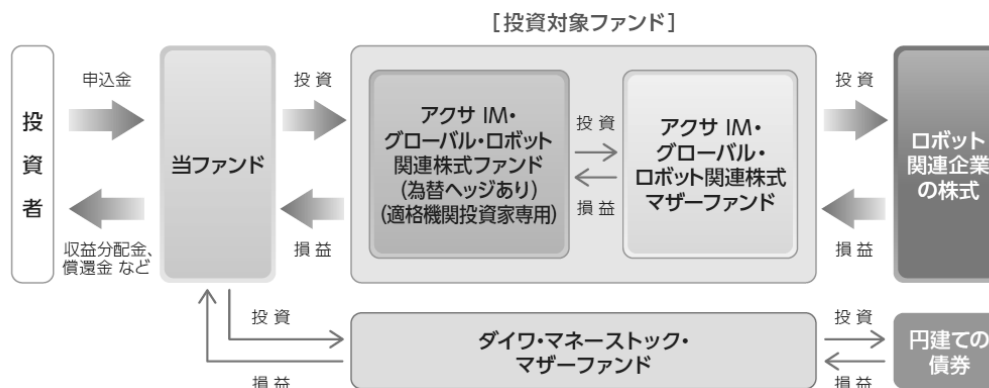 ［投資対象ファンド］
投資者
申込金
収益分配金、
償還金 など
当ファンド
投 資
損 益
アクサ IM・
グローバル・ロボット
関連株式ファンド
(為替ヘッジあり)
(適格機関投資家専用)
投 資
損 益
アクサ IM・
グローバル・
ロボット関連株式
マザーファンド
投 資
損 益
ロボット
関連企業
の株式
投 資
損 益
ダイワ・マネーストック・
マザーファンド
投 資
損 益
円建ての
債券